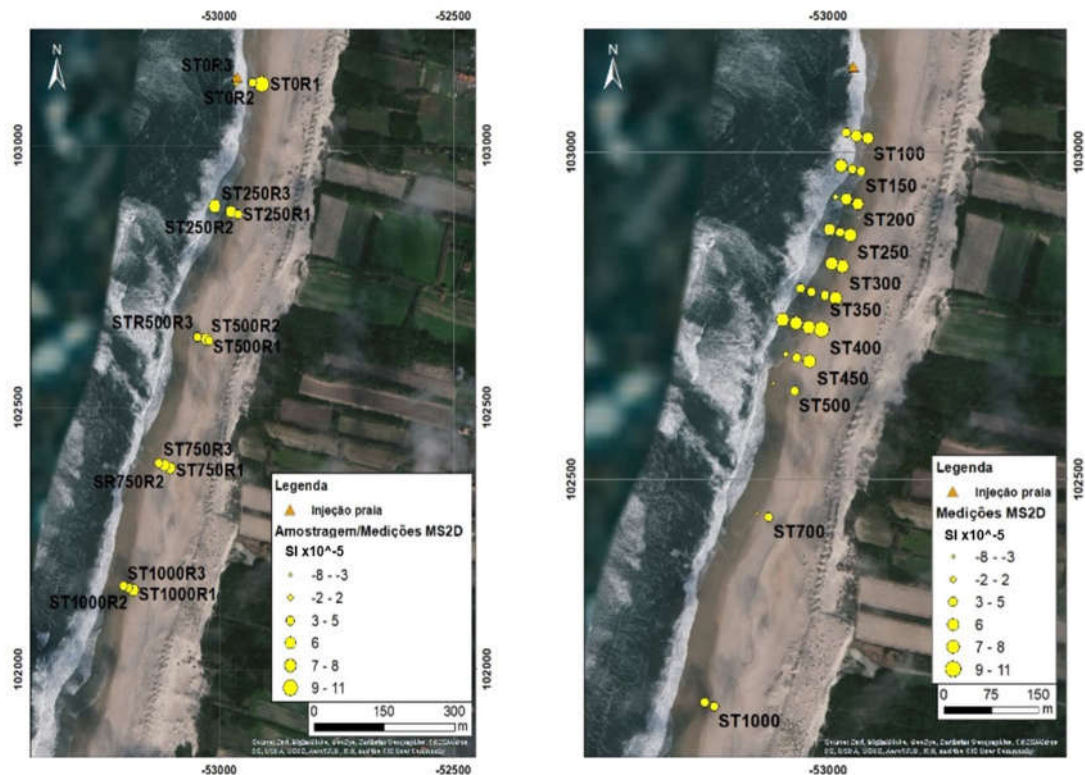 -53000
-52500
N
ST0R3
ST0R1
ST0R2
103000
103000
ST250R3
ST250R1
ST250R2
STR500R3
ST500R2
ST500R1
102500
102500
ST750R3
ST750R1
SR750R2
Legenda
Injeção praia
Amostragem/Medições MS2D
SI x10^-5
-8 - -3
-2 - 2
3 - 5
6
7 - 8
9 - 11
0 150 300
m
ST1000R3
ST1000R1
ST1000R2
102000
102000
-53000
-52500
-53000
N
103000
103000
ST100
ST150
ST200
ST250
ST300
ST350
ST400
ST450
ST500
102500
102500
ST700
ST1000
Legenda
Injeção praia
Medições MS2D
SI x10^-5
-8 - -3
-2 - 2
3 - 5
6
7 - 8
9 - 11
0 75 150
m
-53000